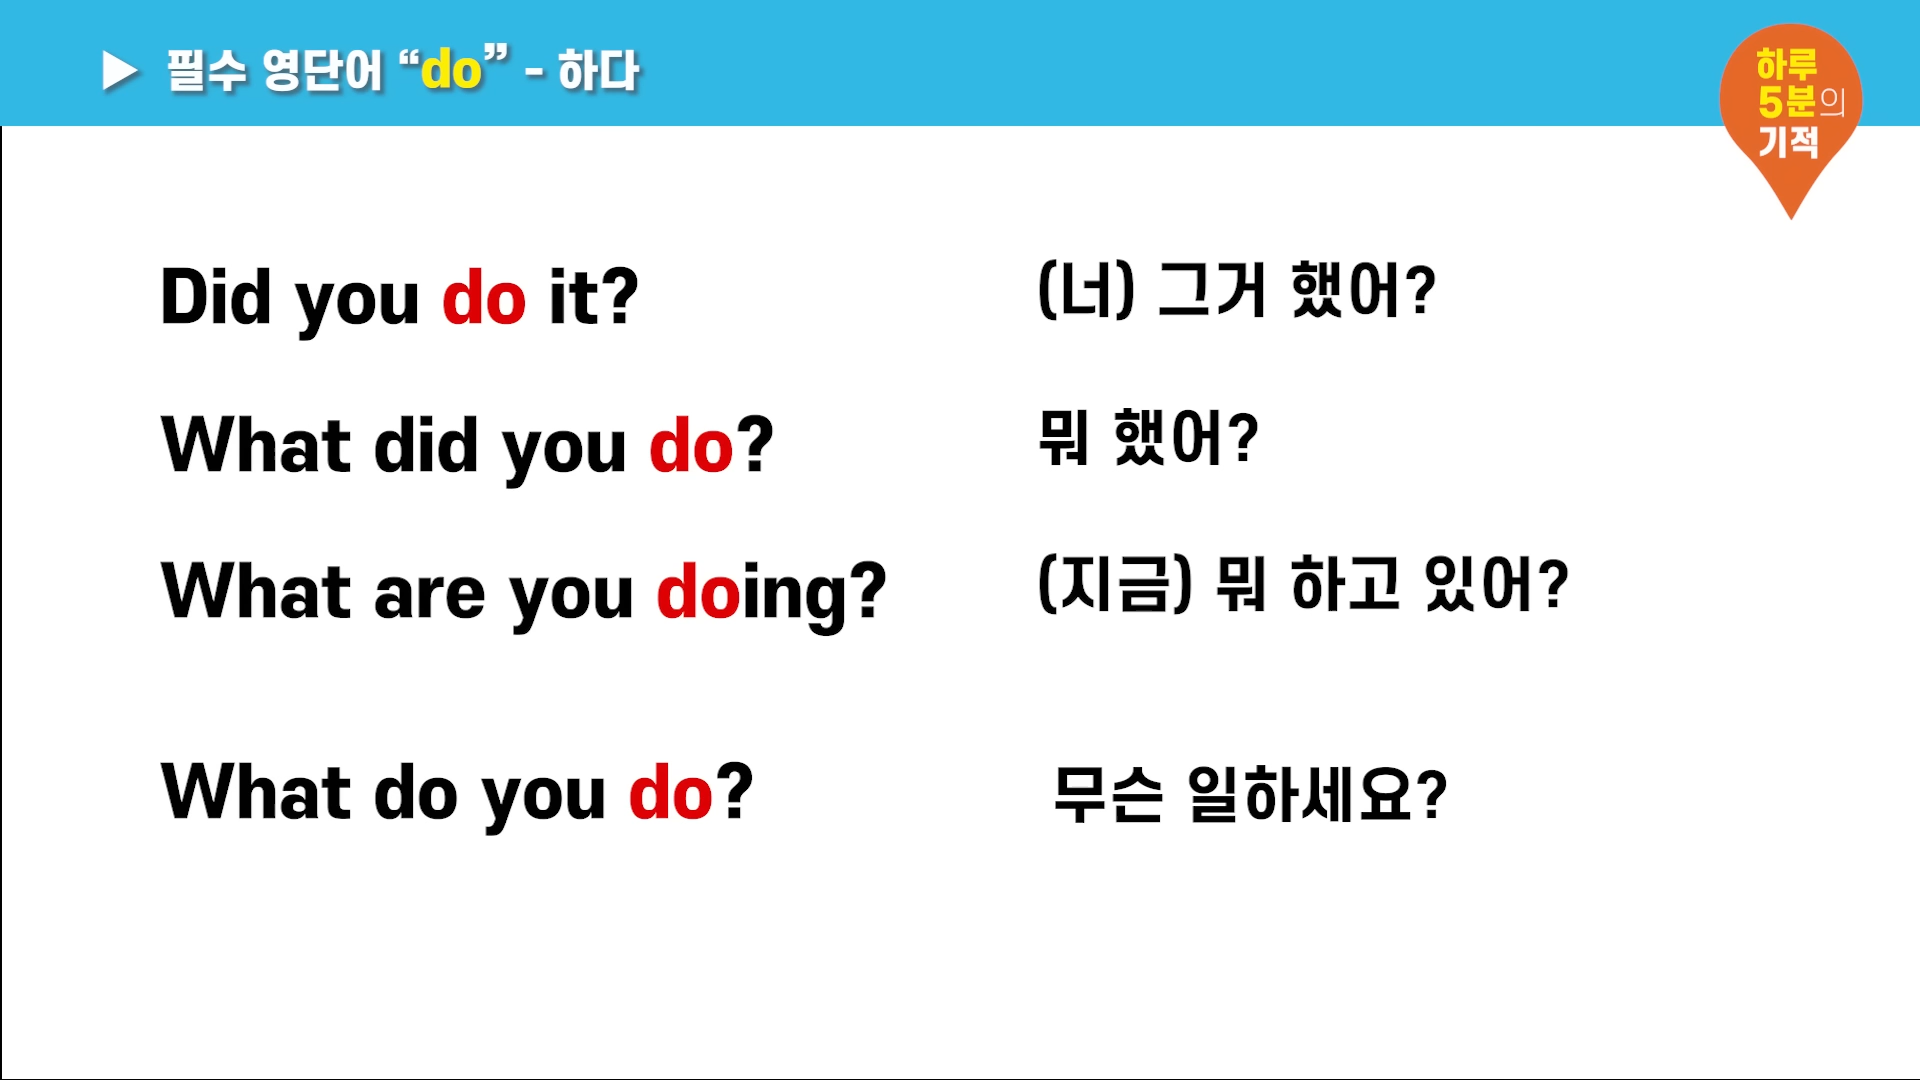 ▶ 필수 영단어 “do” - 하다
하루
5분의
기적
Did you do it? (너) 그거 했어?
What did you do? 뭐 했어?
What are you doing? (지금) 뭐 하고 있어?
What do you do? 무슨 일하세요?